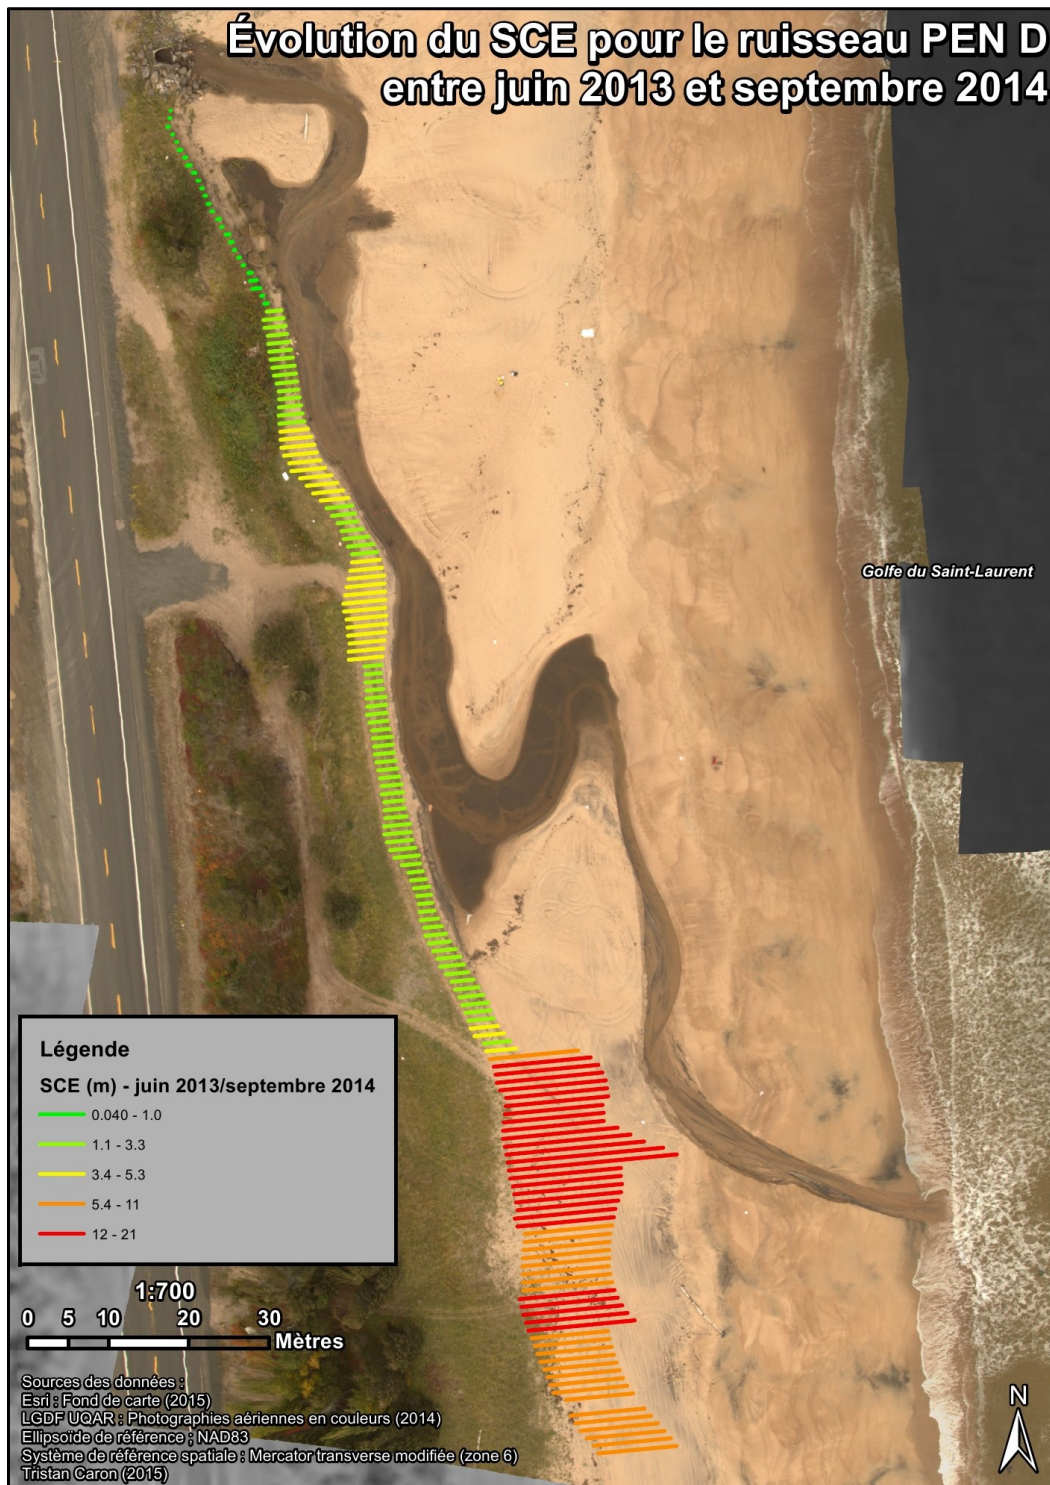 Évolution du SCE pour le ruisseau PEN D
entre juin 2013 et septembre 2014
Golfe du Saint-Laurent
Légende
SCE (m) - juin 2013/septembre 2014
0.040 - 1.0
1.1 - 3.3
3.4 - 5.3
5.4 - 11
12 - 21
1:700
0 5 10 20 30
Mètres
Sources des données :
Esri : Fond de carte (2015)
LGDF UQAR : Photographies aériennes en couleurs (2014)
Ellipsoïde de référence : NAD83
Système de référence spatiale : Mercator transverse modifiée (zone 6)
Tristan Caron (2015)
N